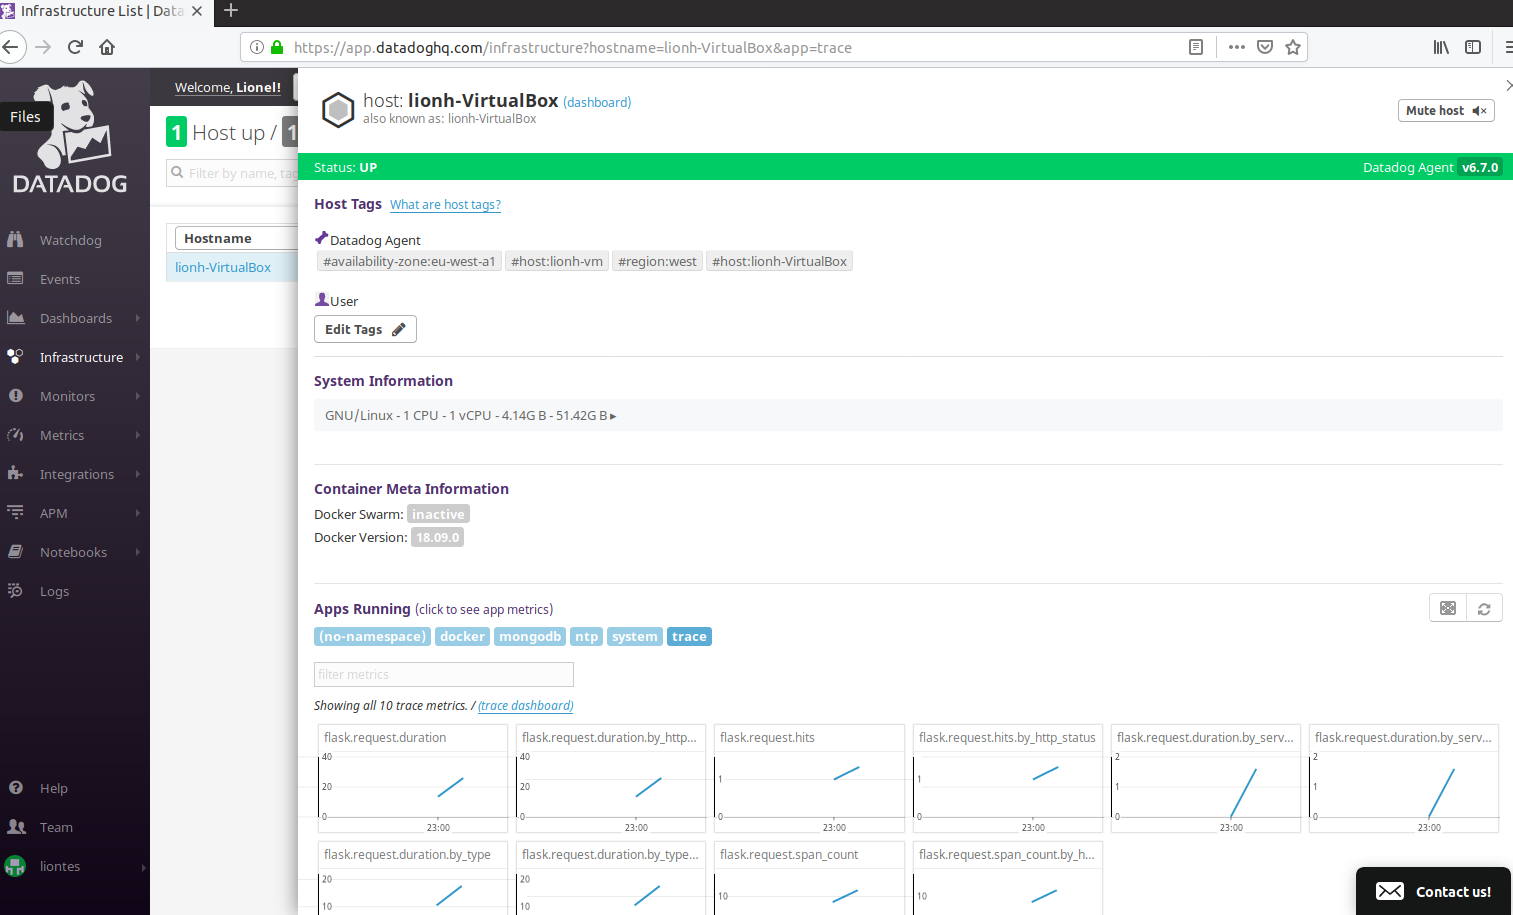 Infrastructure List | Data
https://app.datadoghq.com/infrastructure?hostname=lionh-VirtualBox&app=trace
Files
DATADOG
Watchdog
Events
Dashboards
Infrastructure
Monitors
Metrics
Integrations
APM
Notebooks
Logs
Help
Team
liontes
Welcome, Lionel!
1 Host up / 1
Filter by name, tag
Hostname
lionh-VirtualBox
host: lionh-VirtualBox (dashboard)
also known as: lionh-VirtualBox
Mute host
Status: UP
Datadog Agent v6.7.0
Host Tags What are host tags?
Datadog Agent
#availability-zone:eu-west-a1 #host:lionh-vm #region:west #host:lionh-VirtualBox
User
Edit Tags
System Information
GNU/Linux - 1 CPU - 1 vCPU - 4.14G B - 51.42G B ▸
Container Meta Information
Docker Swarm: inactive
Docker Version: 18.09.0
Apps Running (click to see app metrics)
(no-namespace) docker mongodb ntp system trace
filter metrics
Showing all 10 trace metrics. / (trace dashboard)
flask.request.duration
40
20
0
23:00
flask.request.duration.by_http...
40
20
0
23:00
flask.request.hits
1
23:00
flask.request.hits.by_http_status
1
23:00
flask.request.duration.by_serv...
2
1
0
23:00
flask.request.duration.by_serv...
2
1
0
23:00
flask.request.duration.by_type
20
10
flask.request.duration.by_type...
20
10
flask.request.span_count
10
flask.request.span_count.by_h...
10
Contact us!